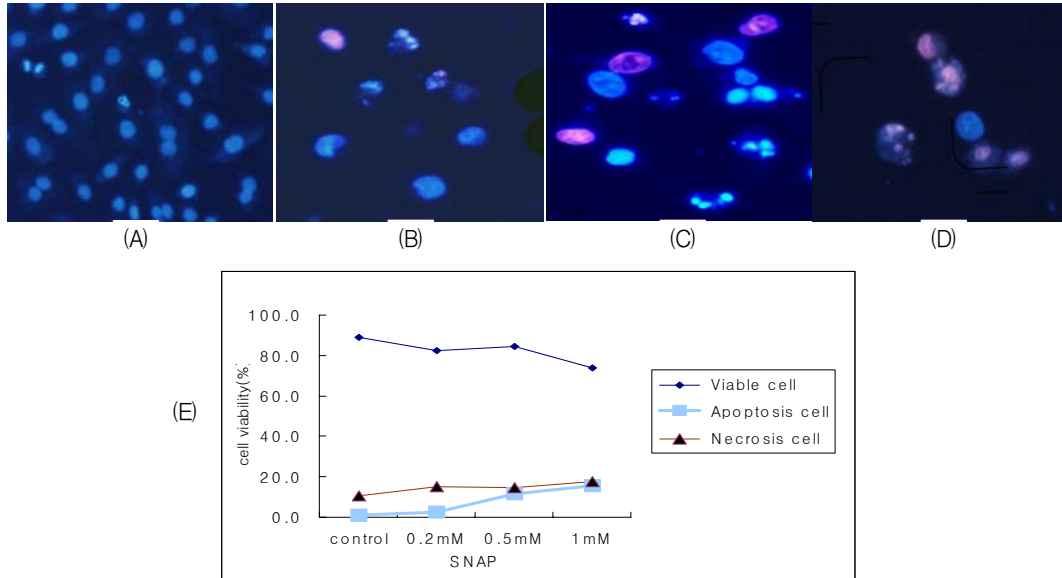 (A)
(B)
(C)
(D)
(E)
100.0
80.0
60.0
40.0
20.0
0.0
cell viability(%)
control 0.2mM 0.5mM 1mM
SNAP
Viable cell
Apoptosis cell
Necrosis cell